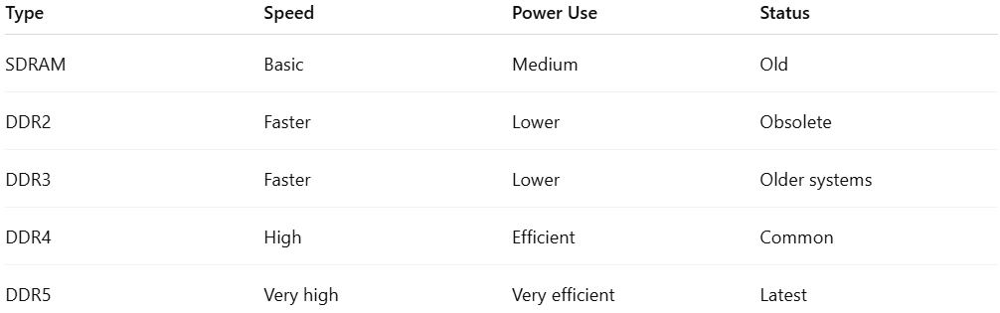 Type Speed Power Use Status
SDRAM Basic Medium Old
DDR2 Faster Lower Obsolete
DDR3 Faster Lower Older systems
DDR4 High Efficient Common
DDR5 Very high Very efficient Latest